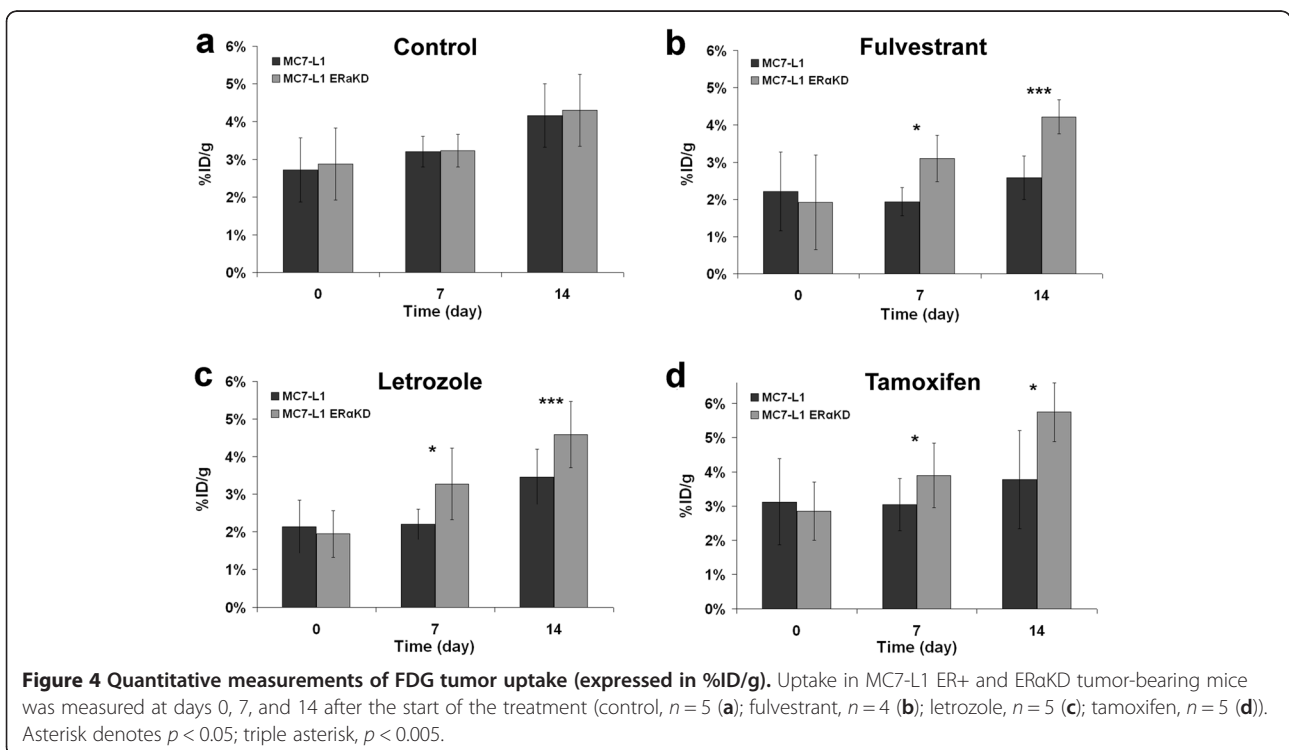 a
Control
6%
5%
4%
3%
2%
1%
0%
%ID/g
MC7-L1
MC7-L1 ERaKD
0
7
14
Time (day)
b
Fulvestrant
6%
5%
4%
3%
2%
1%
0%
%ID/g
MC7-L1
MC7-L1 ERαKD
*
***
0
7
14
Time (day)
c
Letrozole
6%
5%
4%
3%
2%
1%
0%
%ID/g
MC7-L1
MC7-L1 ERαKD
*
***
0
7
14
Time (day)
d
Tamoxifen
6%
5%
4%
3%
2%
1%
0%
%ID/g
MC7-L1
MC7-L1 ERαKD
*
*
0
7
14
Time (day)
Figure 4 Quantitative measurements of FDG tumor uptake (expressed in %ID/g). Uptake in MC7-L1 ER+ and ERαKD tumor-bearing mice
was measured at days 0, 7, and 14 after the start of the treatment (control, n = 5 (a); fulvestrant, n = 4 (b); letrozole, n = 5 (c); tamoxifen, n = 5 (d)).
Asterisk denotes p < 0.05; triple asterisk, p < 0.005.